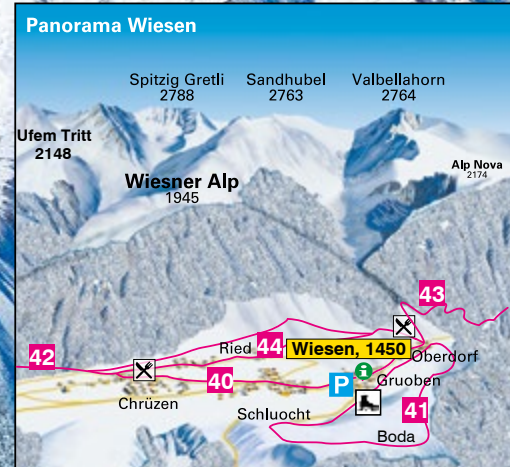 Panorama Wiesen
Spitzig Gretli
2788
Sandhubel
2763
Valbellahorn
2764
Ufem Tritt
2148
Alp Nova
2174
Wiesner Alp
1945
43
Ried
44
Wiesen, 1450
42
Oberdorf
40
P
i
Gruoben
Chrüzen
Schluocht
41
Boda